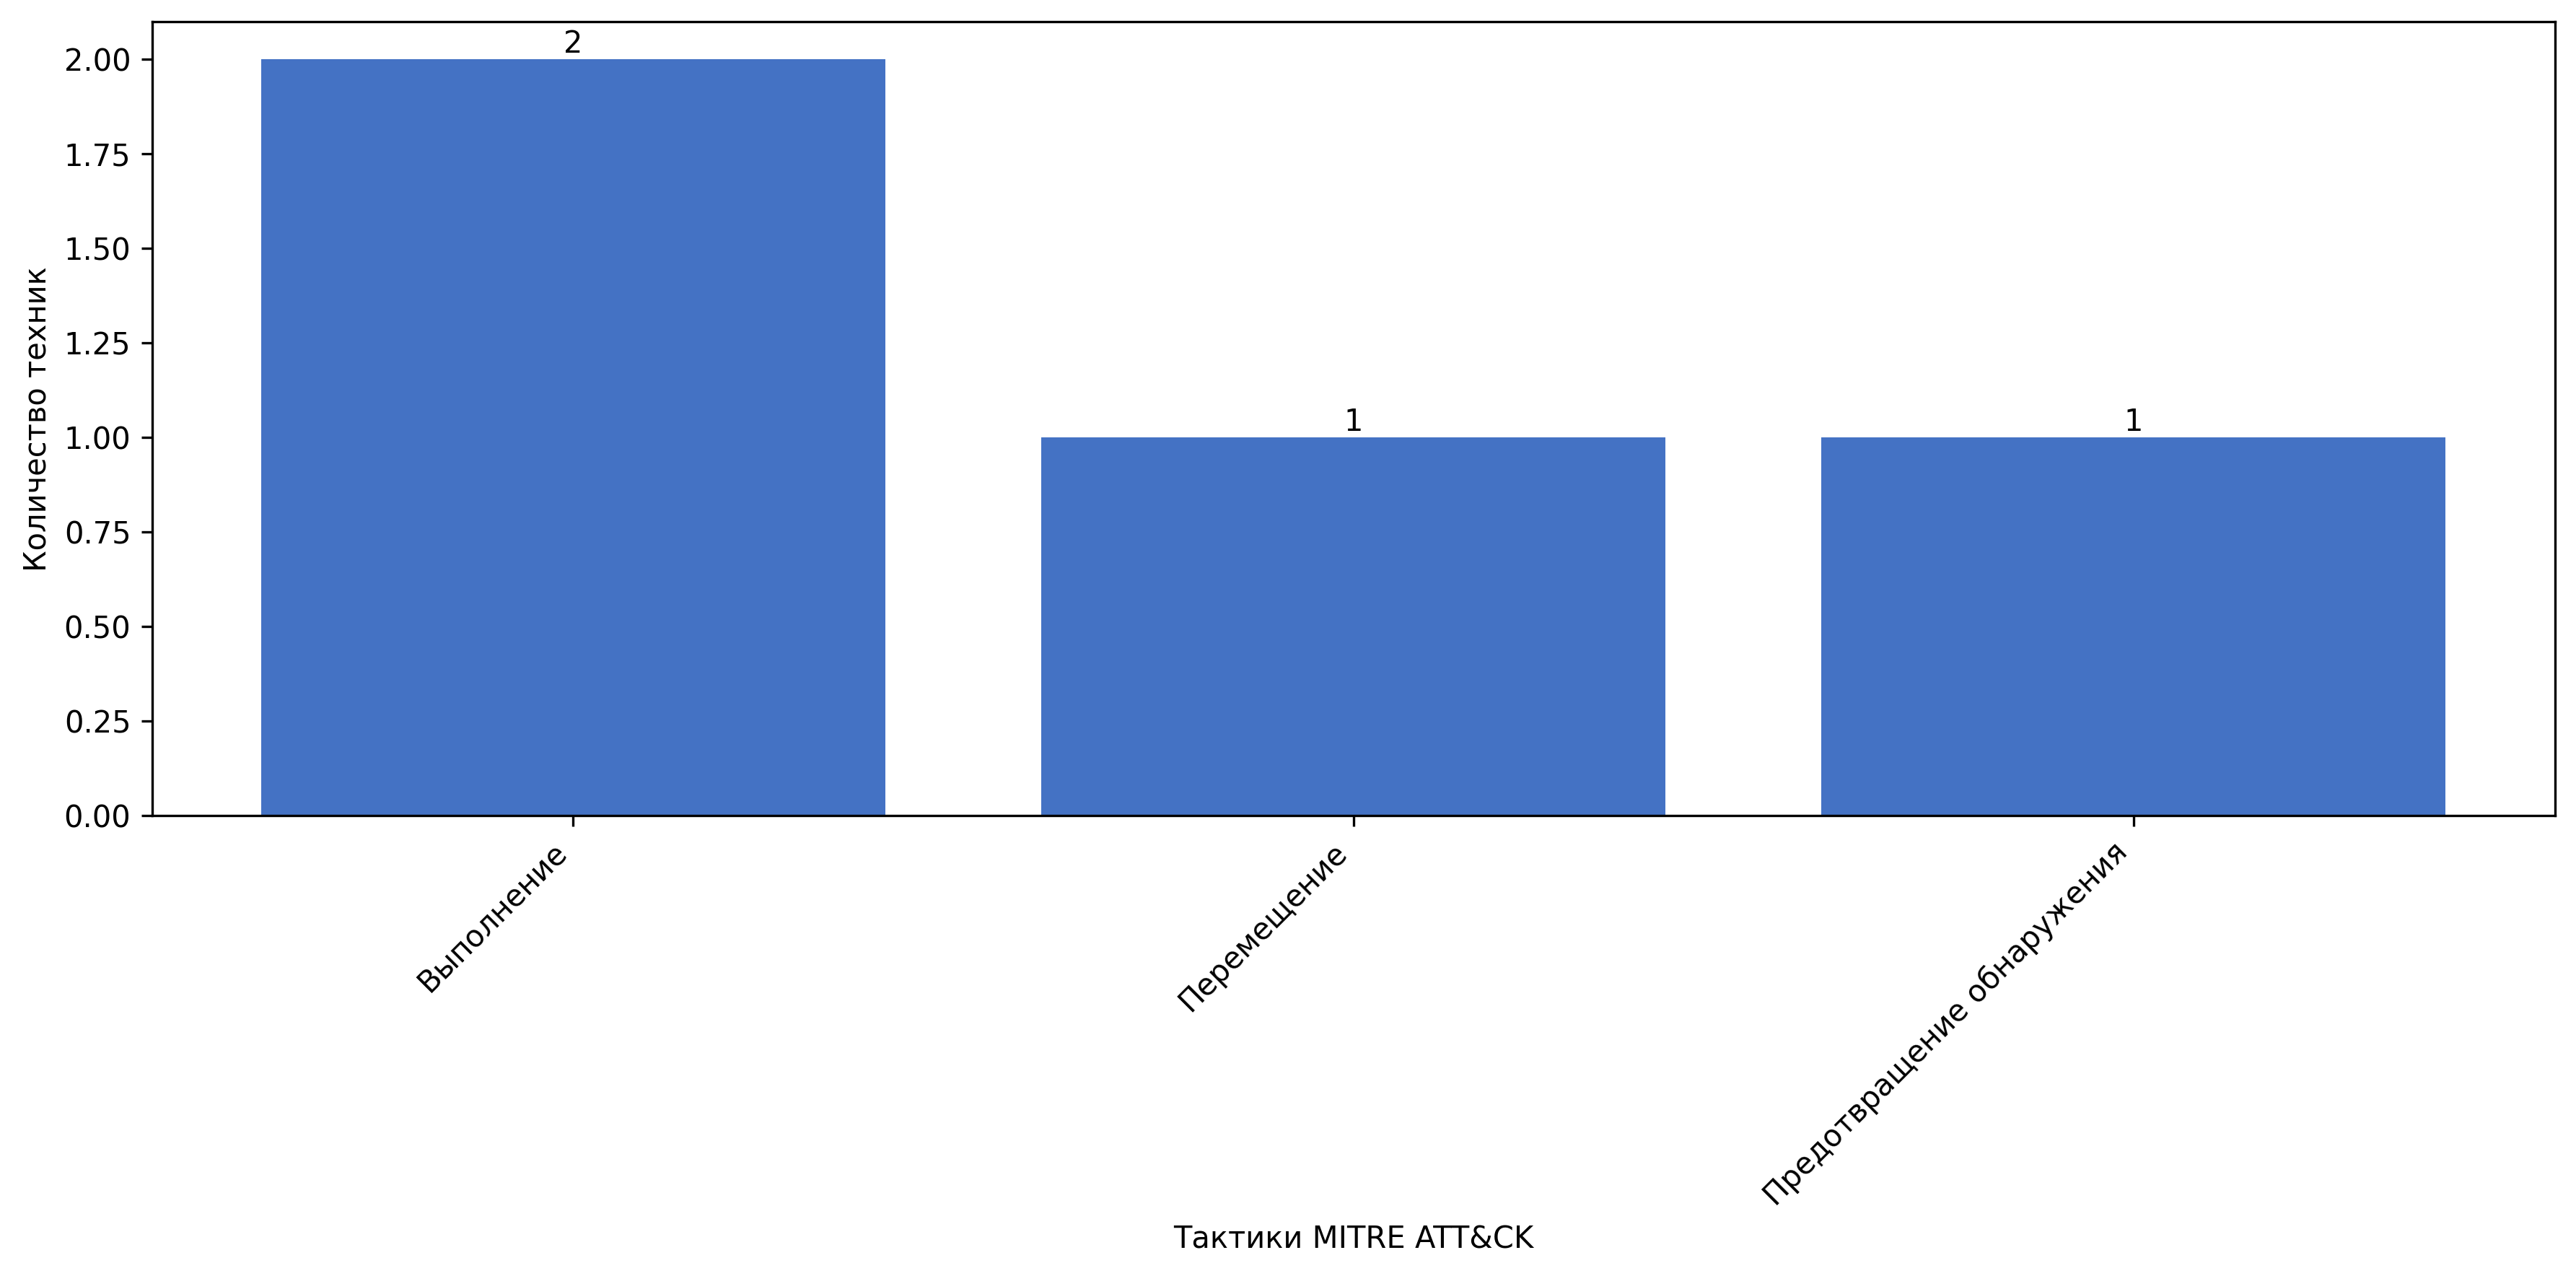 2
2.00
1.75
1.50
1.25
1
1
1.00
0.75
0.50
0.25
0.00
Количество техник
Выполнение
Перемещение
Предотвращение обнаружения
Тактики MITRE ATT&CK